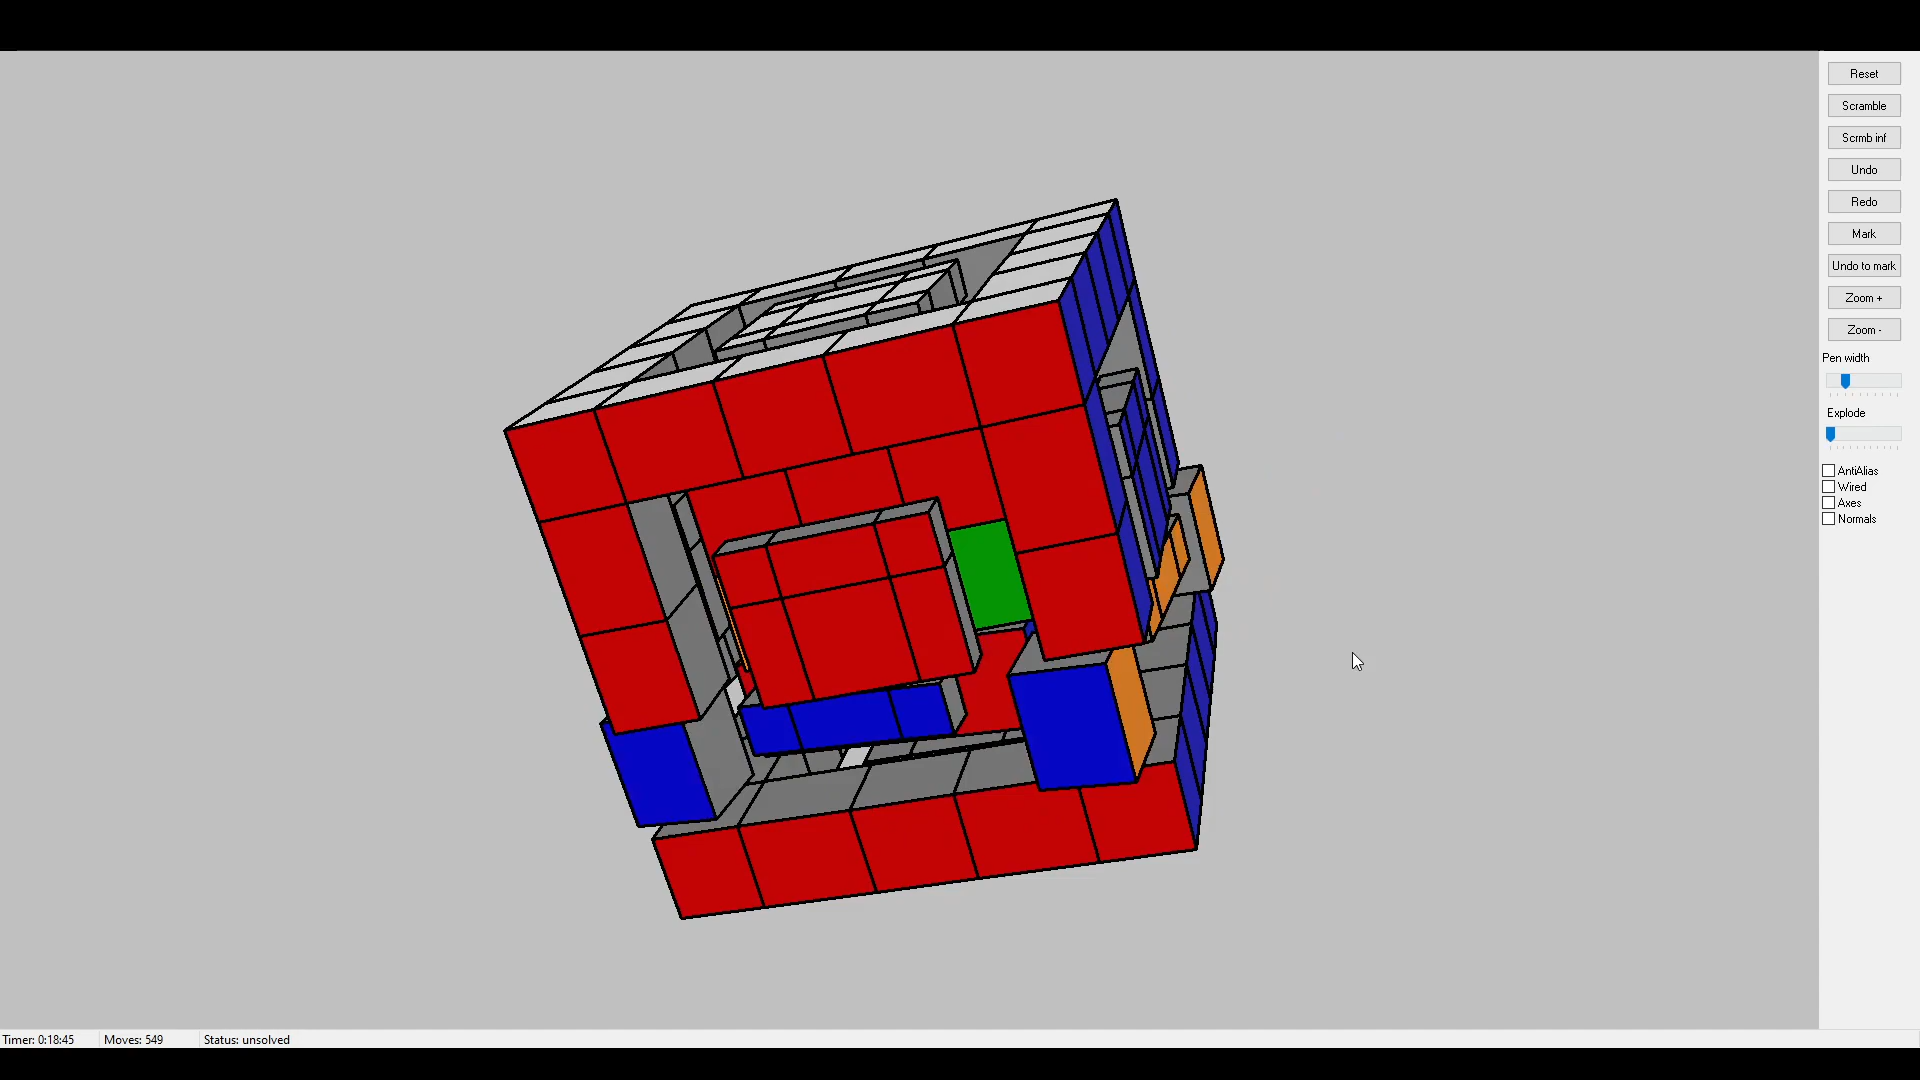 Reset
Scramble
Scrmb inf
Undo
Redo
Mark
Undo to mark
Zoom +
Zoom -
Pen width
Explode
AntiAlias
Wired
Axes
Normals
Timer: 0:18:45 Moves: 549 Status: unsolved